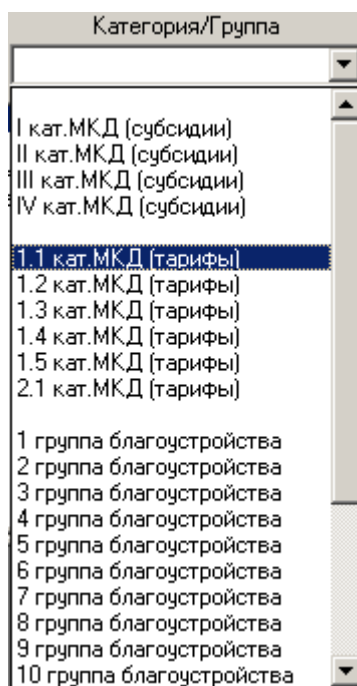 Категория/Группа
I кат.МКД (субсидии)
II кат.МКД (субсидии)
III кат.МКД (субсидии)
IV кат.МКД (субсидии)
1.1 кат.МКД (тарифы)
1.2 кат.МКД (тарифы)
1.3 кат.МКД (тарифы)
1.4 кат.МКД (тарифы)
1.5 кат.МКД (тарифы)
2.1 кат.МКД (тарифы)
1 группа благоустройства
2 группа благоустройства
3 группа благоустройства
4 группа благоустройства
5 группа благоустройства
6 группа благоустройства
7 группа благоустройства
8 группа благоустройства
9 группа благоустройства
10 группа благоустройства